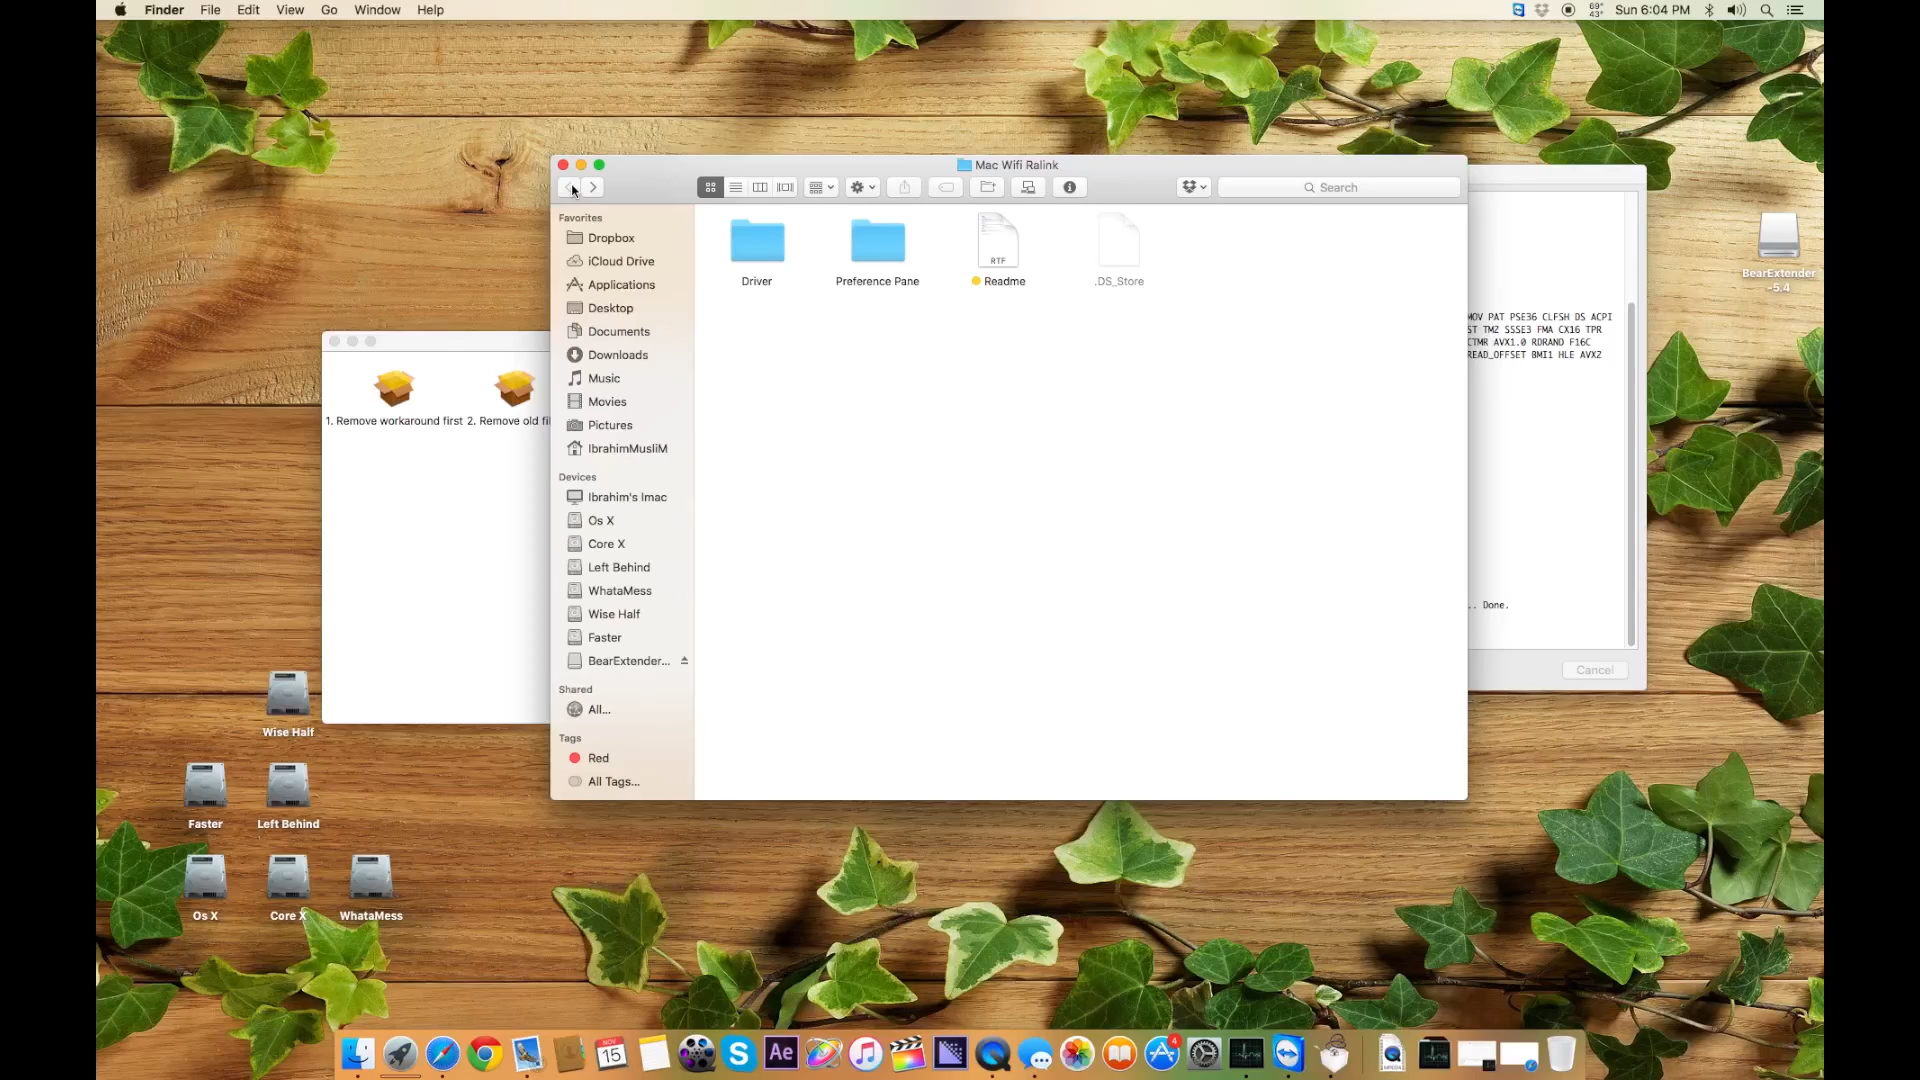 Finder File Edit View Go Window Help
69° 43° Sun 6:04 PM
Mac Wifi Ralink
Search
Favorites
Dropbox
iCloud Drive
Applications
Desktop
Documents
Downloads
Music
Movies
Pictures
IbrahimMusliM
Devices
Ibrahim's Imac
Os X
Core X
Left Behind
WhataMess
Wise Half
Faster
BearExtender...
Shared
All...
Tags
Red
All Tags...
Driver
Preference Pane
RTF
Readme
.DS_Store
1. Remove workaround first 2. Remove old
MOV PAT PSE36 CLFSH DS ACPI
ST TM2 SSSE3 FMA CX16 TPR
CTMR AVX1.0 RDRAND F16C
READ_OFFSET BMI1 HLE AVX2
.. Done.
Cancel
BearExtender
-5.4
Wise Half
Faster
Left Behind
Os X
Core X
WhataMess
NOV
15
Ae
4